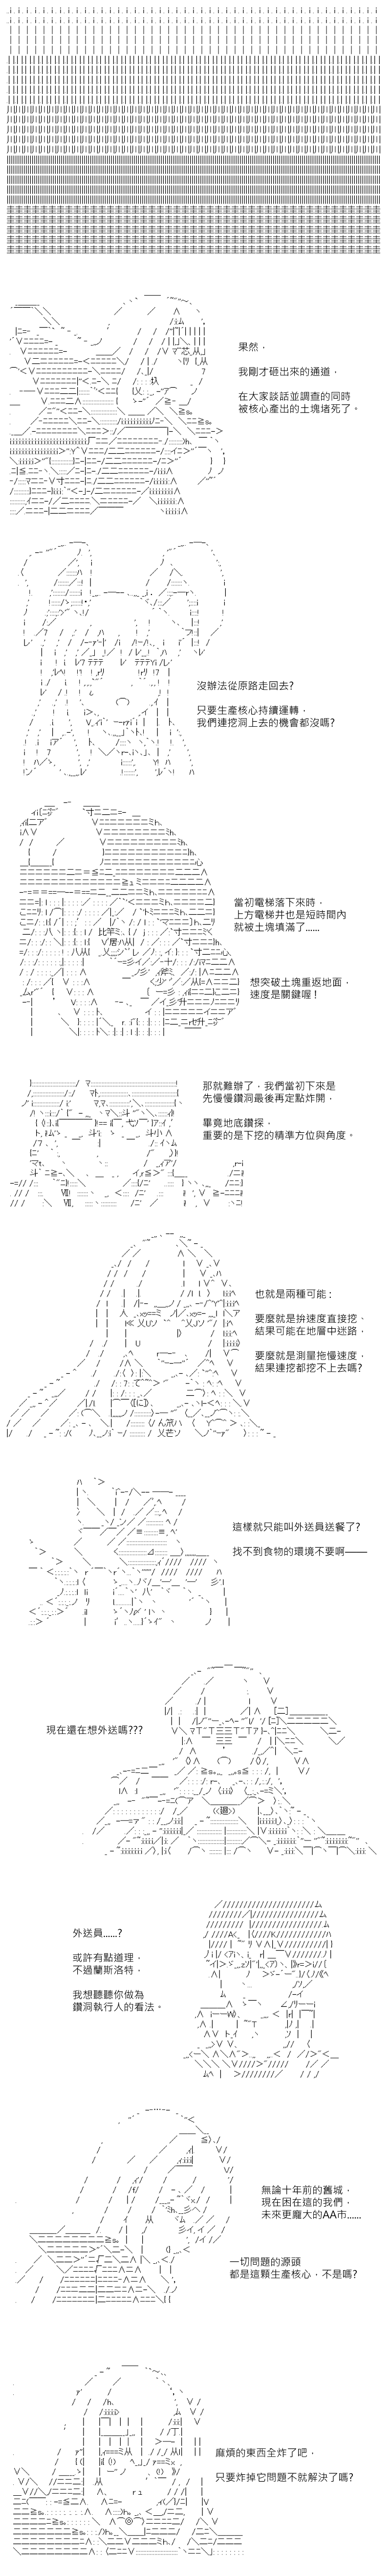 果然，
我剛才砸出來的通道，
在大家談話並調查的同時
被核心產出的土塊堵死了。
沒辦法從原路走回去?
只要生產核心持續運轉，
我們連挖洞上去的機會都沒嗎?
當初電梯落下來時，
上方電梯井也是短時間內
就被土塊填滿了……
想突破土塊重返地面，
速度是關鍵喔！
那就難辦了，我們當初下來是
先慢慢鑽洞最後再定點炸開，
畢竟地底鑽探，
重要的是下挖的精準方位與角度。
也就是兩種可能：
要麼就是拚速度直接挖、
結果可能在地層中迷路，
要麼就是測量拖慢速度，
結果連挖都挖不上去嗎?
這樣就只能叫外送員送餐了?
找不到食物的環境不要啊───
現在還在想外送嗎???
外送員……?
或許有點道理，
不過蘭斯洛特，
我想聽聽你做為
鑽洞執行人的看法。
無論十年前的舊城，
現在困在這的我們，
未來更龐大的AA市……
一切問題的源頭
都是這顆生產核心，不是嗎?
麻煩的東西全炸了吧，
只要炸掉它問題不就解決了嗎?